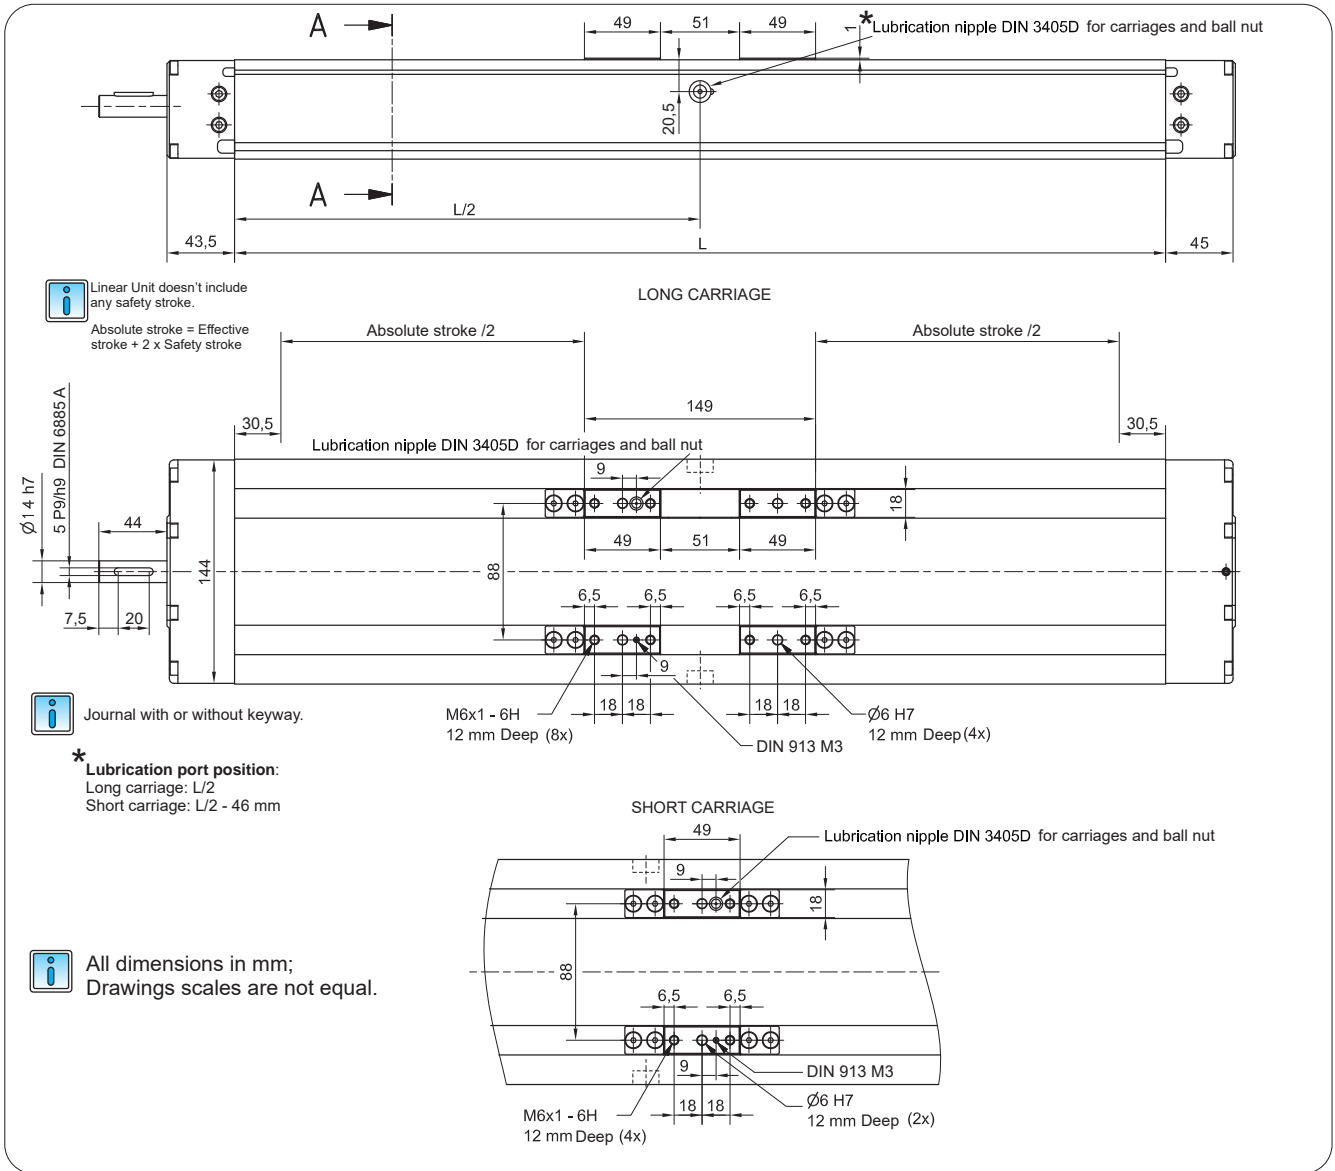 A
49
51
49
1
* Lubrication nipple DIN 3405D for carriages and ball nut
20,5
A
L/2
43,5
L
45
Linear Unit doesn't include
any safety stroke.
Absolute stroke = Effective
stroke + 2 x Safety stroke
LONG CARRIAGE
Absolute stroke /2
Absolute stroke /2
149
30,5
30,5
Lubrication nipple DIN 3405D for carriages and ball nut
Ø14 h7
5 P9/h9 DIN 6885 A
44
9
18
49
51
49
144
88
7,5
20
6,5
6,5
6,5
6,5
9
M6x1 - 6H
12 mm Deep (8x)
18
18
18
18
Ø6 H7
12 mm Deep (4x)
DIN 913 M3
Journal with or without keyway.
* Lubrication port position:
Long carriage: L/2
Short carriage: L/2 - 46 mm
SHORT CARRIAGE
49
Lubrication nipple DIN 3405D for carriages and ball nut
9
18
88
All dimensions in mm;
Drawings scales are not equal.
6,5
6,5
9
DIN 913 M3
M6x1 - 6H
12 mm Deep (4x)
18
18
Ø6 H7
12 mm Deep (2x)